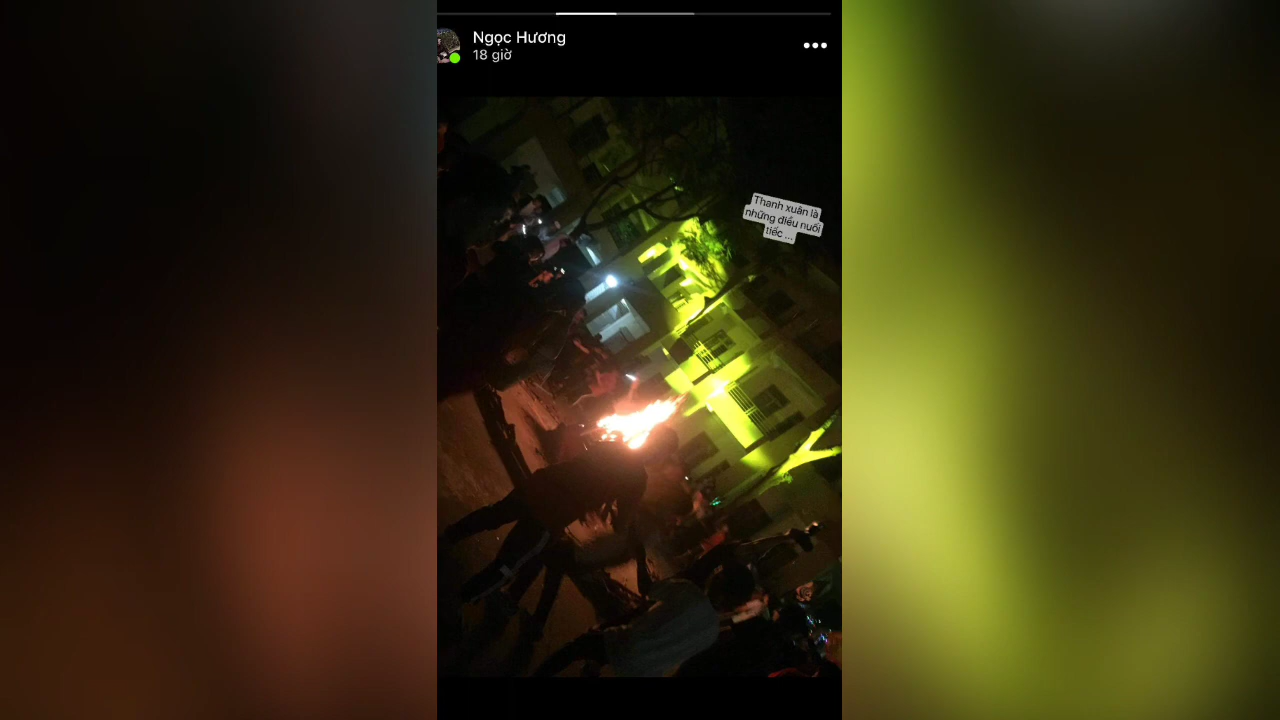 Ngọc Hương
18 giờ
Thanh xuân là
những điều nuối
tiếc ...